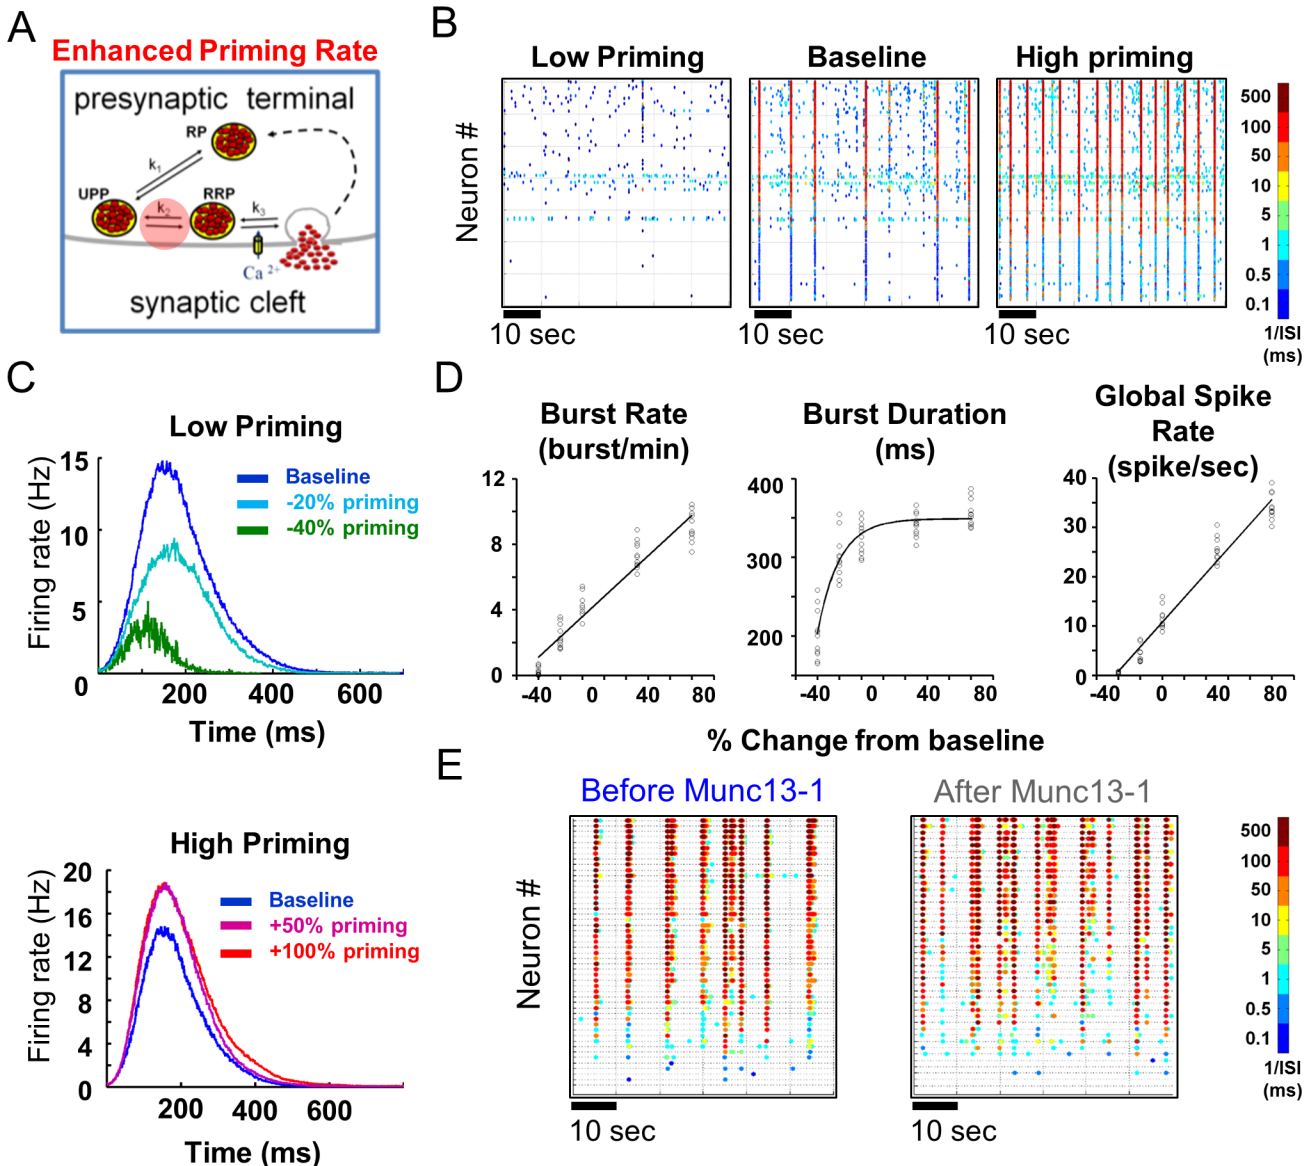 A
Enhanced Priming Rate
presynaptic terminal
RP
k1
UPP
RRP
k2
k3
Ca 2+
synaptic cleft
B
Low Priming
Baseline
High priming
Neuron #
10 sec
10 sec
10 sec
500
100
50
10
5
1
0.5
0.1
1/ISI
(ms)
C
Low Priming
Firing rate (Hz)
15
10
5
0
Baseline
-20% priming
-40% priming
200
400
600
Time (ms)
High Priming
Firing rate (Hz)
20
16
12
8
4
0
Baseline
+50% priming
+100% priming
200
400
600
Time (ms)
D
Burst Rate
(burst/min)
12
8
4
0
-40
0
40
80
Burst Duration
(ms)
400
300
200
-40
0
40
80
Global Spike
Rate
(spike/sec)
40
30
20
10
0
-40
0
40
80
% Change from baseline
E
Before Munc13-1
After Munc13-1
Neuron #
10 sec
10 sec
500
100
50
10
5
1
0.5
0.1
1/ISI
(ms)